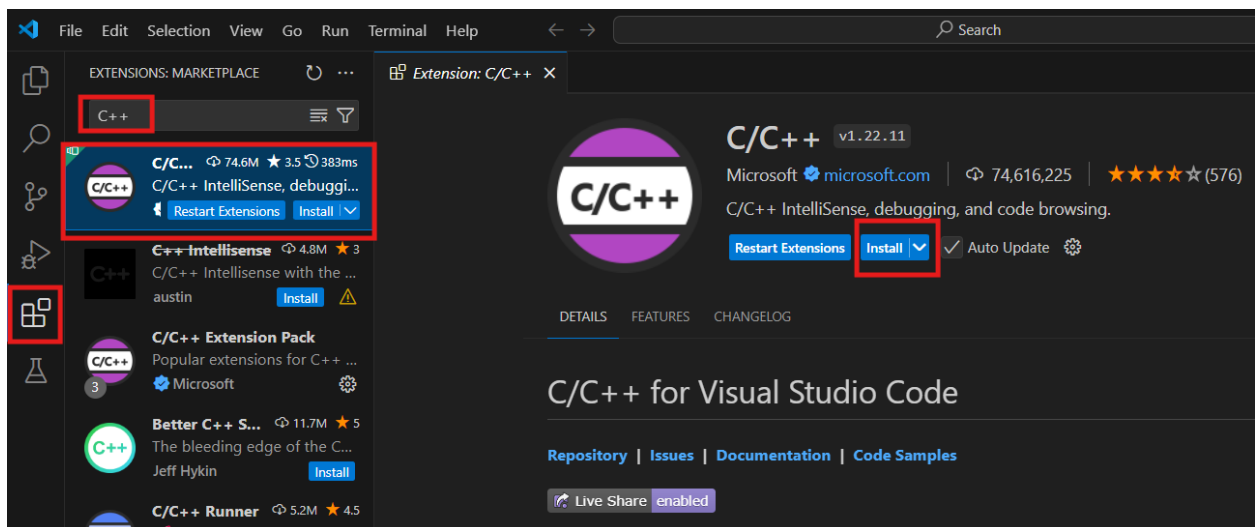 File Edit Selection View Go Run Terminal Help
Search
EXTENSIONS: MARKETPLACE
C++
C/C++
C/C... 74.6M 3.5 383ms
C/C++ IntelliSense, debuggi...
Restart Extensions Install
C++
C++ Intellisense 4.8M 3
C/C++ Intellisense with the ...
austin Install
C/C++
3
C/C++ Extension Pack
Popular extensions for C++ ...
Microsoft
C++
Better C++ S... 11.7M 5
The bleeding edge of the C...
Jeff Hykin Install
C/C++ Runner 5.2M 4.5
Extension: C/C++
C/C++
C/C++ v1.22.11
Microsoft microsoft.com 74,616,225 (576)
C/C++ IntelliSense, debugging, and code browsing.
Restart Extensions Install Auto Update
DETAILS FEATURES CHANGELOG
C/C++ for Visual Studio Code
Repository | Issues | Documentation | Code Samples
Live Share enabled